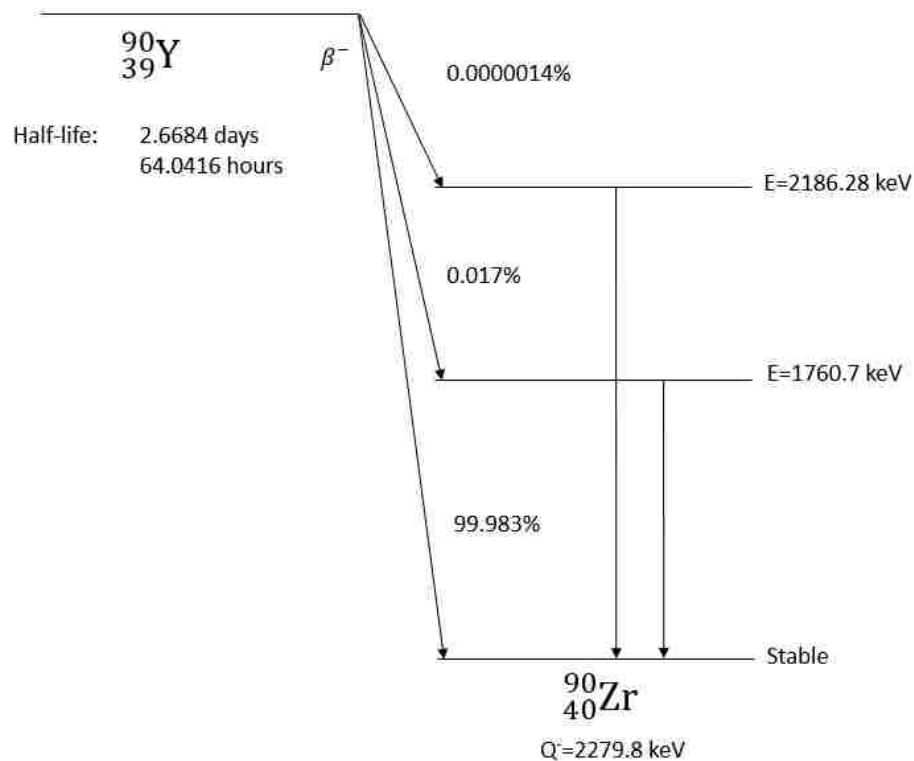 90
39Y
β−
0.0000014%
Half-life: 2.6684 days
64.0416 hours
E=2186.28 keV
0.017%
E=1760.7 keV
99.983%
Stable
90
40Zr
Q-=2279.8 keV